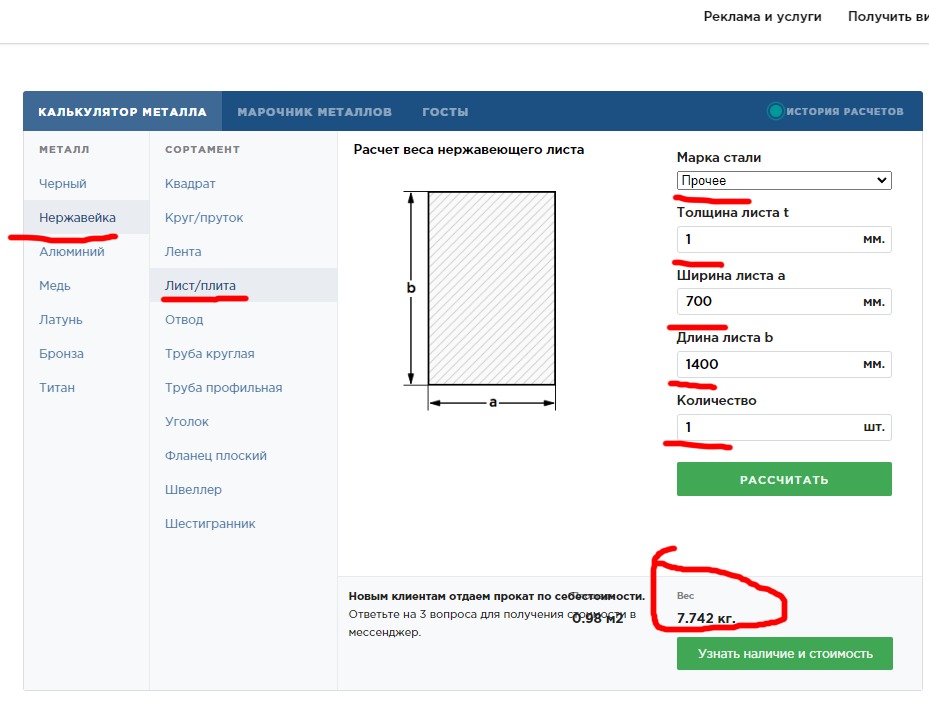 Реклама и услуги
Получить ви
КАЛЬКУЛЯТОР МЕТАЛЛА
МАРОЧНИК МЕТАЛЛОВ
ГОСТЫ
ИСТОРИЯ РАСЧЕТОВ
МЕТАЛЛ
Черный
Нержавейка
Алюминий
Медь
Латунь
Бронза
Титан
СОРТАМЕНТ
Квадрат
Круг/пруток
Лента
Лист/плита
Отвод
Труба круглая
Труба профильная
Уголок
Фланец плоский
Швеллер
Шестигранник
Расчет веса нержавеющего листа
b
a
Марка стали
Прочее
Толщина листа t
1 мм.
Ширина листа a
700 мм.
Длина листа b
1400 мм.
Количество
1 шт.
РАССЧИТАТЬ
Новым клиентам отдаем прокат по себестоимости.
Ответьте на 3 вопроса для получения стоимости в
мессенджер.
0.98 м2
Вес
7.742 кг.
Узнать наличие и стоимость